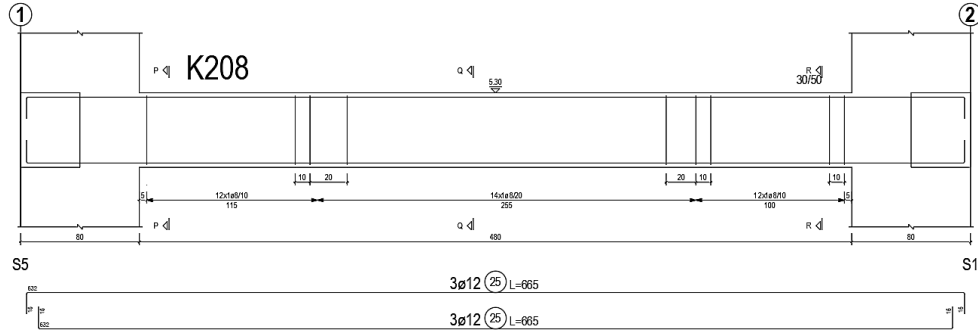 1 2
P K208 Q R
30/50
5.30
10 20 20 10 10
5 12x1ø8/10 14x1ø8/20 12x1ø8/10 5
115 255 100
P Q R
80 480 80
S5 S1
3ø12 25 L=665
632
16 16 16 16
632 3ø12 25 L=665